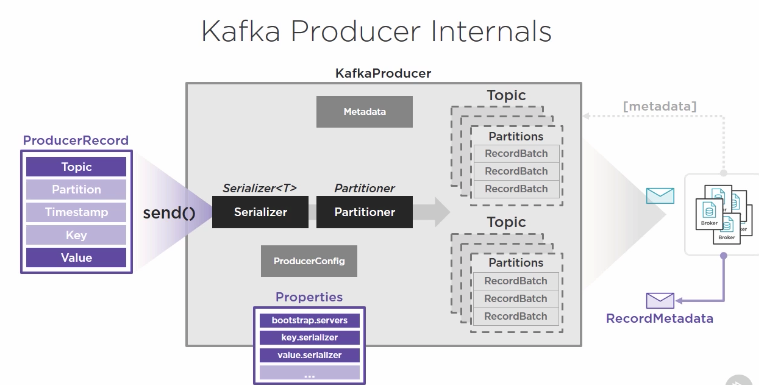 Kafka Producer Internals
KafkaProducer
ProducerRecord
Topic
Partition
Timestamp
Key
Value
send()
Metadata
Serializer<T>
Serializer
Partitioner
Partitioner
ProducerConfig
Properties
bootstrap.servers
key.serializer
value.serializer
...
Topic
Partitions
RecordBatch
RecordBatch
RecordBatch
Topic
Partitions
RecordBatch
RecordBatch
RecordBatch
[metadata]
Broker
Broker
RecordMetadata